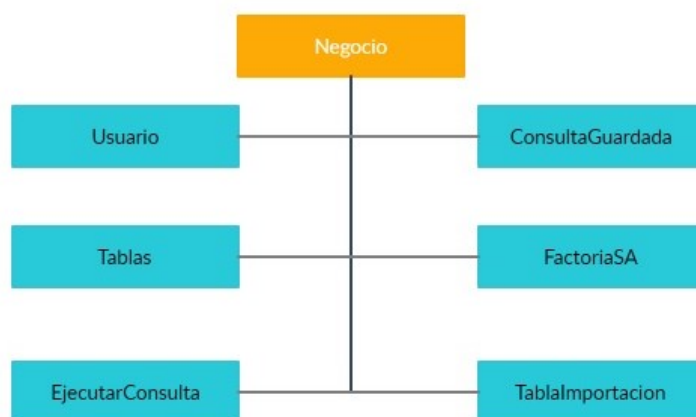 Negocio
Usuario
ConsultaGuardada
Tablas
FactoriaSA
EjecutarConsulta
TablaImportacion